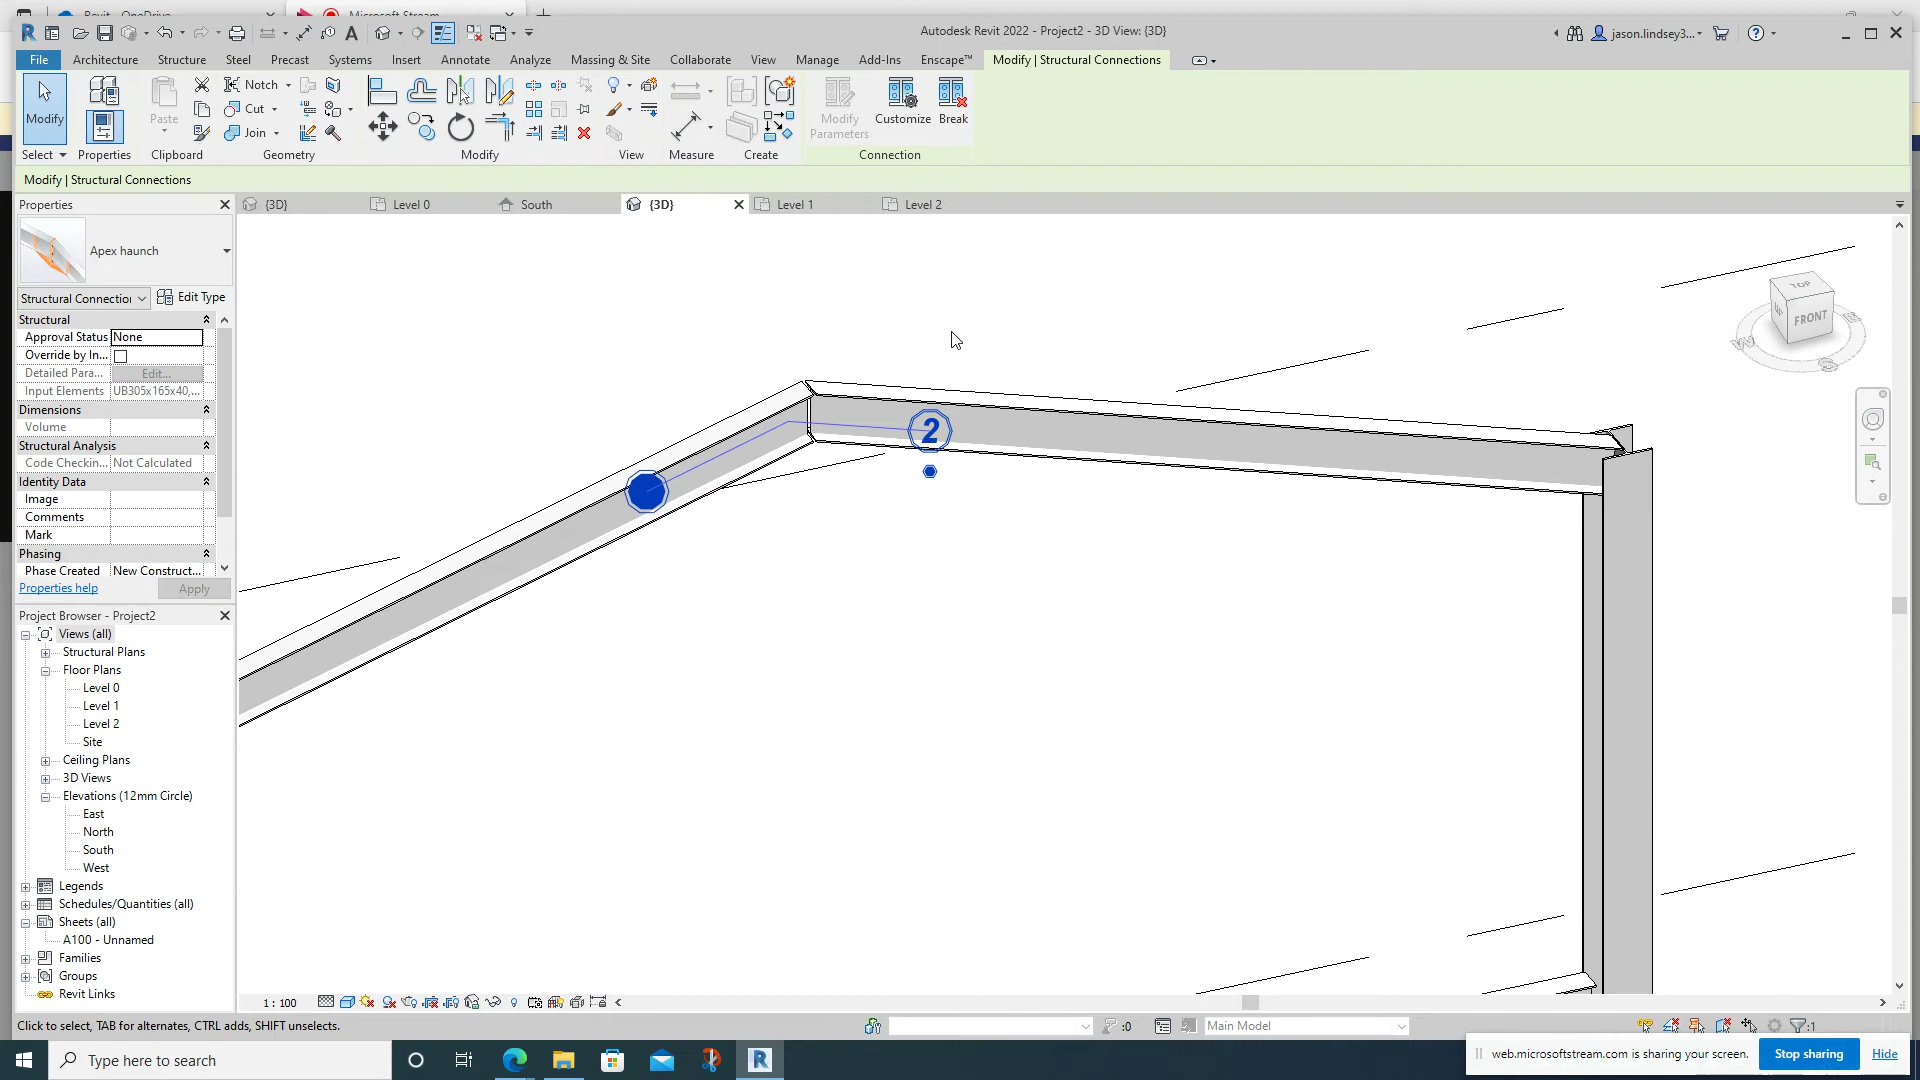 Revit - OneDrive
Microsoft Stream
Autodesk Revit 2022 - Project2 - 3D View: {3D}
jason.lindsey3...
File
Architecture
Structure
Steel
Precast
Systems
Insert
Annotate
Analyze
Massing & Site
Collaborate
View
Manage
Add-Ins
Enscape™
Modify | Structural Connections
Modify
Paste
Notch
Cut
Join
Modify Parameters
Customize
Break
Select
Properties
Clipboard
Geometry
Modify
View
Measure
Create
Connection
Modify | Structural Connections
Properties
{3D}
Level 0
South
{3D}
Level 1
Level 2
Apex haunch
Structural Connection
Edit Type
Structural
Approval Status None
Override by In...
Detailed Para... Edit...
Input Elements UB305x165x40,...
Dimensions
Volume
Structural Analysis
Code Checkin... Not Calculated
Identity Data
Image
Comments
Mark
Phasing
Phase Created New Construct...
Properties help
Apply
TOP
FRONT
W
2
Project Browser - Project2
Views (all)
Structural Plans
Floor Plans
Level 0
Level 1
Level 2
Site
Ceiling Plans
3D Views
Elevations (12mm Circle)
East
North
South
West
Legends
Schedules/Quantities (all)
Sheets (all)
A100 - Unnamed
Families
Groups
Revit Links
1 : 100
Click to select, TAB for alternates, CTRL adds, SHIFT unselects.
:0
Main Model
:1
Type here to search
web.microsoftstream.com is sharing your screen.
Stop sharing
Hide